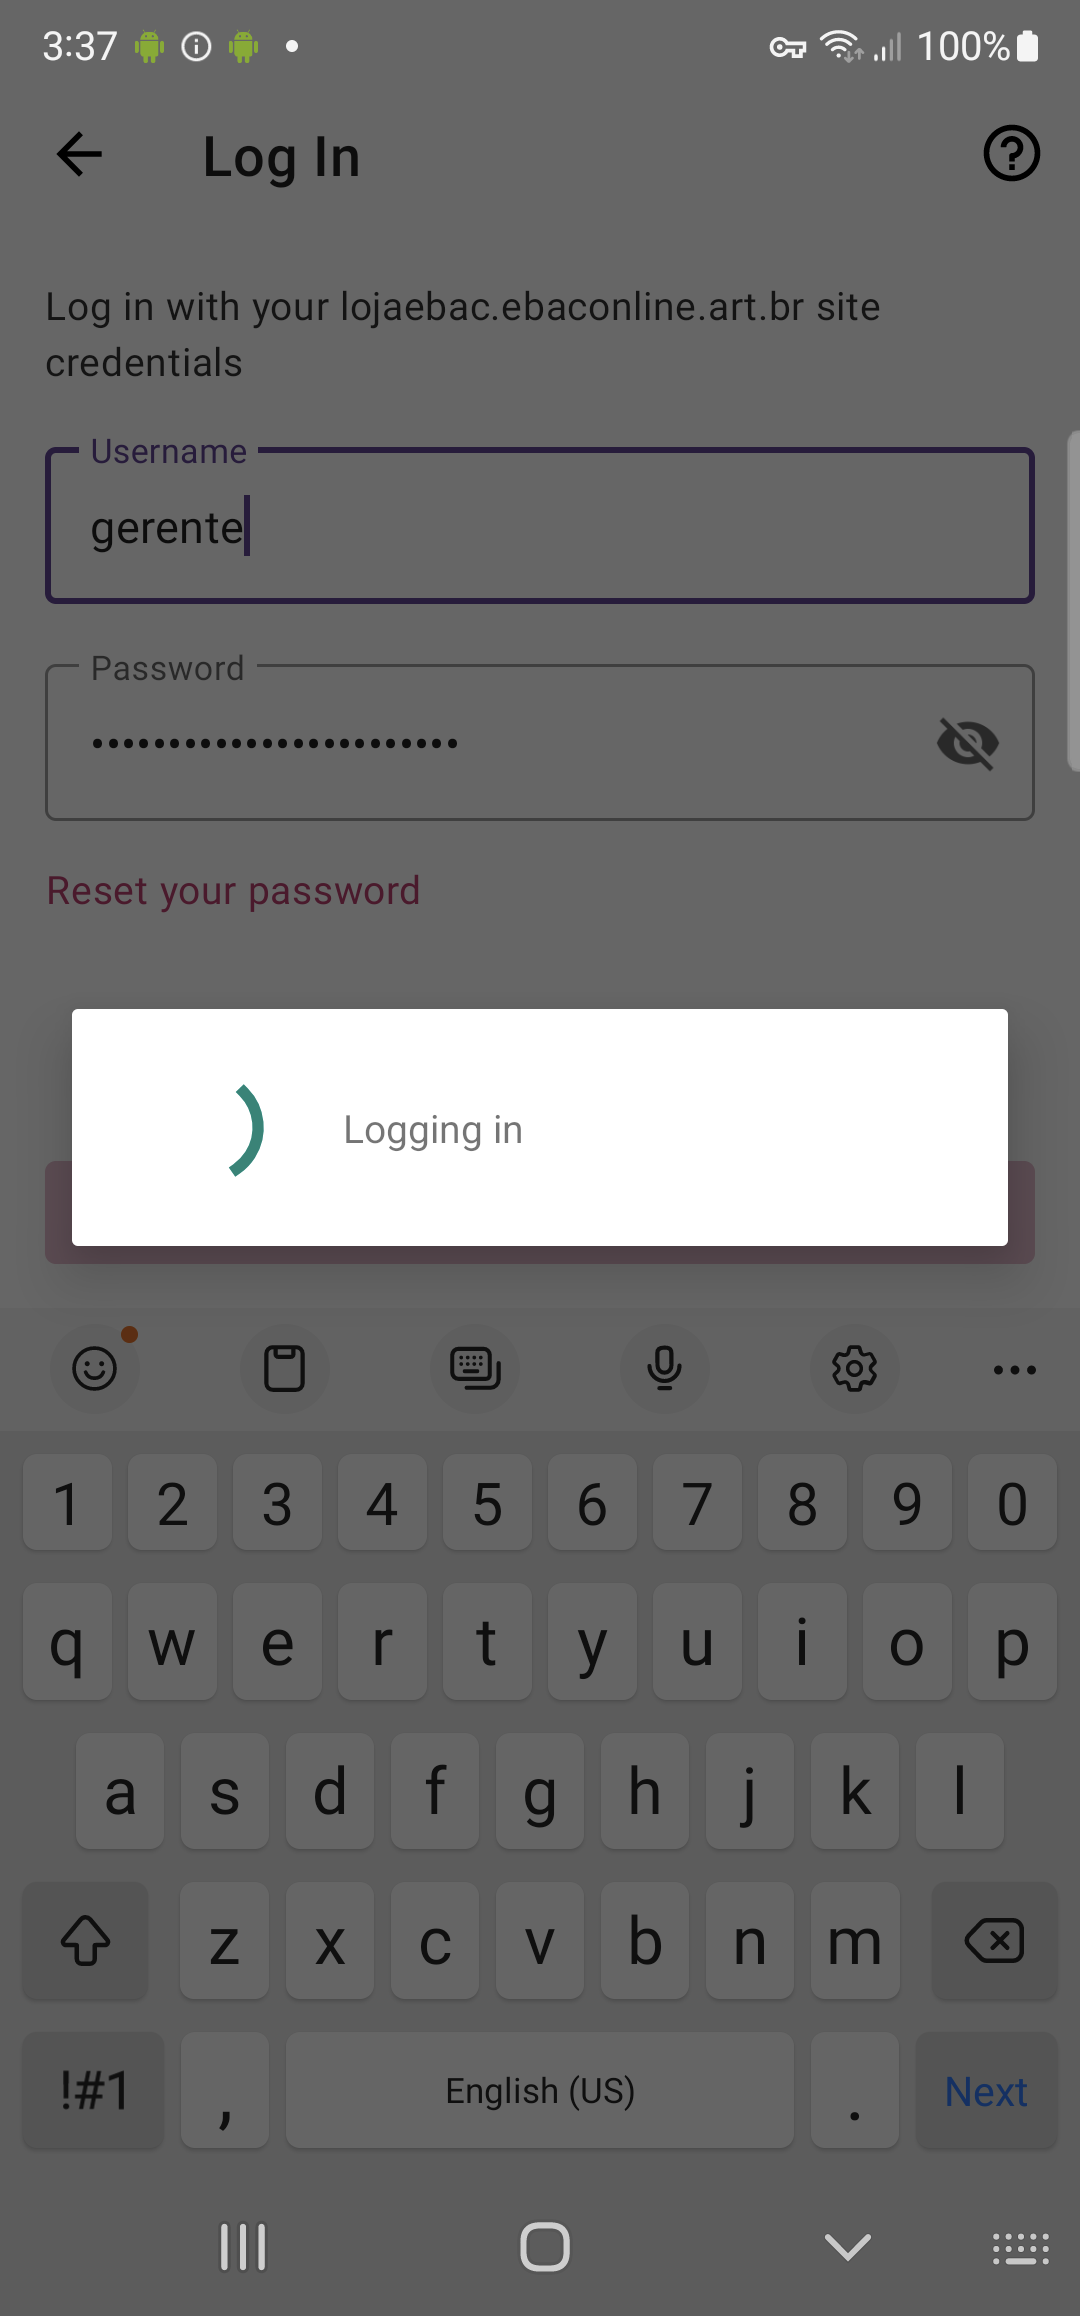 3:37 100%
Log In
Log in with your lojaebac.ebaconline.art.br site
credentials
Username
gerente
Password
••••••••••••••••••••••••
Reset your password
Logging in
1 2 3 4 5 6 7 8 9 0
q w e r t y u i o p
a s d f g h j k l
z x c v b n m
!#1 , English (US) . Next